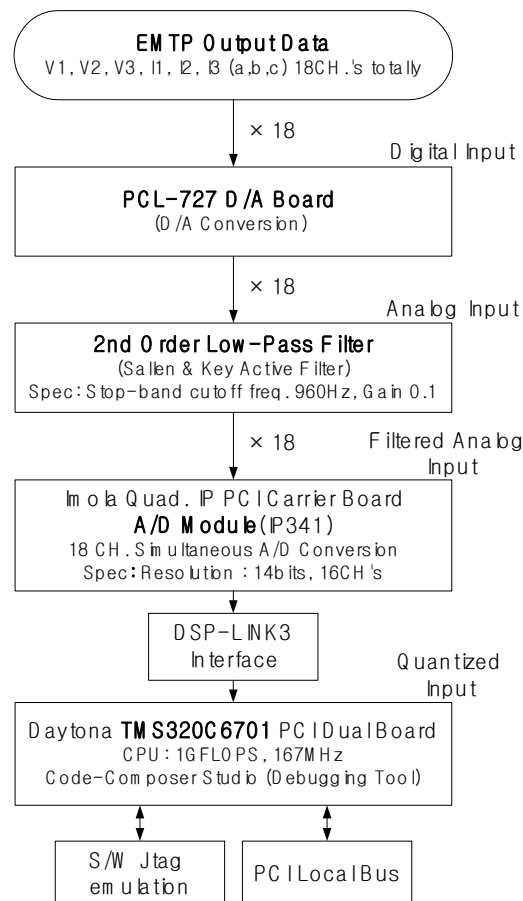 EMTP Output Data
V1, V2, V3, I1, I2, I3 (a,b,c) 18CH.'s totally
× 18
Digital Input
PCL-727 D/A Board
(D/A Conversion)
× 18
Analog Input
2nd Order Low-Pass Filter
(Sallen & Key Active Filter)
Spec: Stop-band cutoff freq. 960Hz, Gain 0.1
× 18
Filtered Analog
Input
Imola Quad. IP PCI Carrier Board
A/D Module(IP341)
18 CH. Simultaneous A/D Conversion
Spec: Resolution : 14bits, 16CH's
DSP-LINK3
Interface
Quantized
Input
Daytona TMS320C6701 PCI Dual Board
CPU : 1GFLOPS, 167MHz
Code-Composer Studio (Debugging Tool)
S/W Jtag
emulation
PCI Local Bus